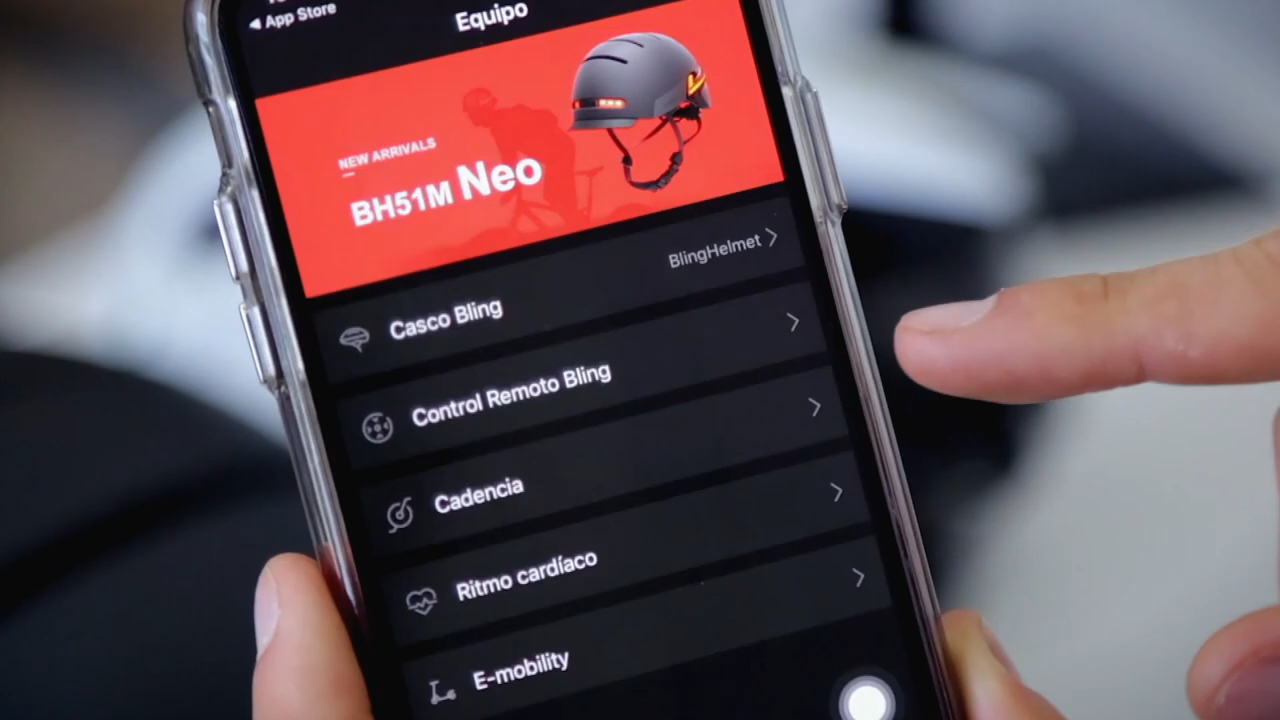 ◀ App Store
Equipo
NEW ARRIVALS
BH51M Neo
Casco Bling
BlingHelmet
Control Remoto Bling
Cadencia
Ritmo cardíaco
E-mobility